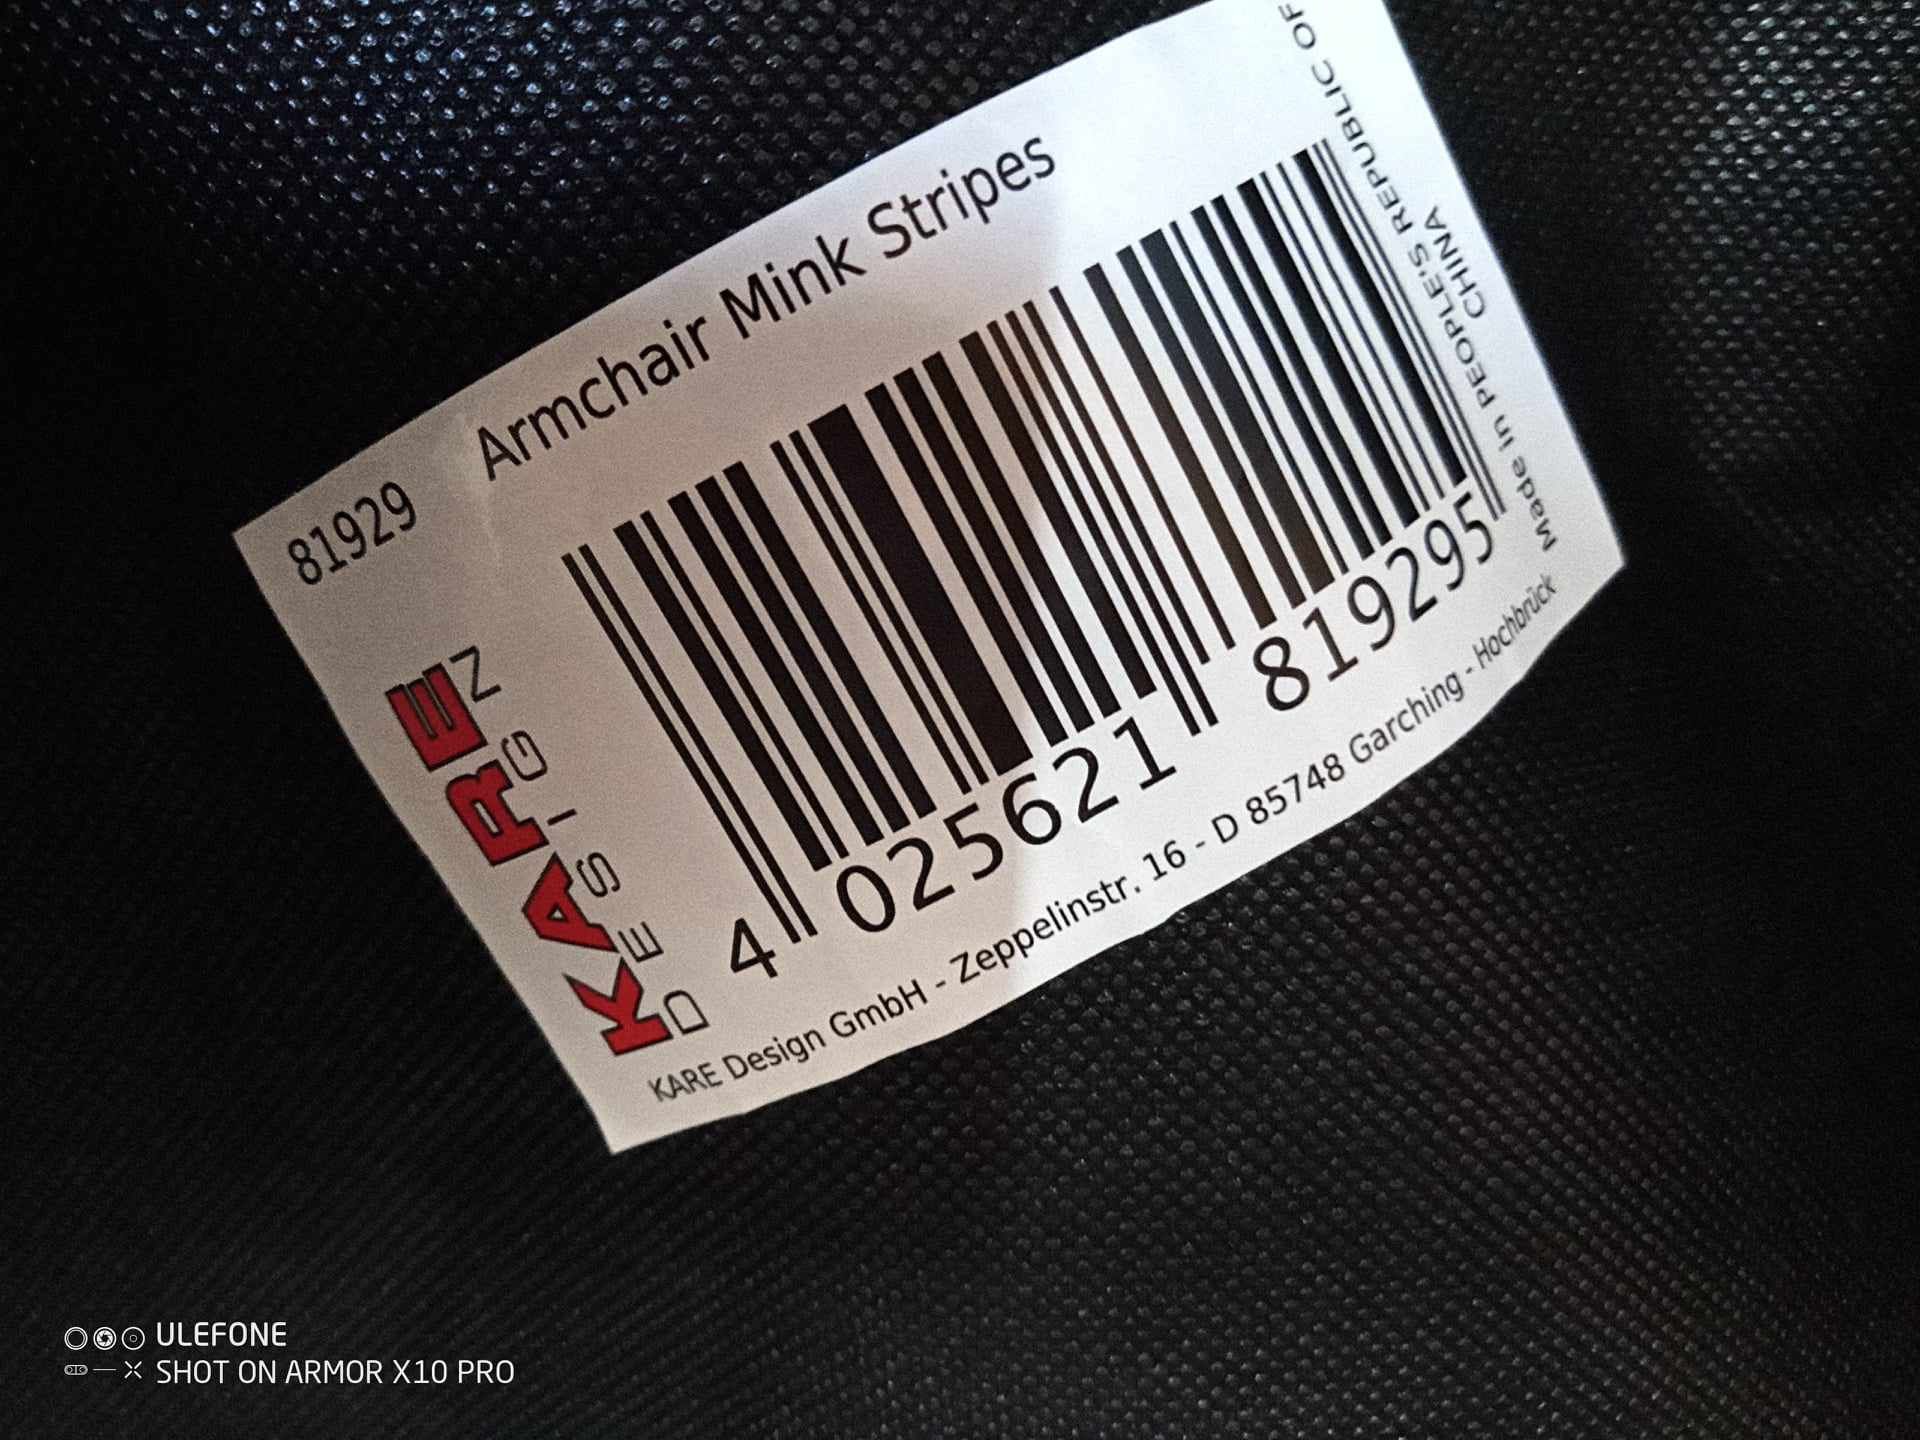 81929 Armchair Mink Stripes
KARE
DESIGN
4 025621 819295
Made in PEOPLE'S REPUBLIC OF
CHINA
KARE Design GmbH - Zeppelinstr. 16 - D 85748 Garching - Hochbrück
ULEFONE
SHOT ON ARMOR X10 PRO